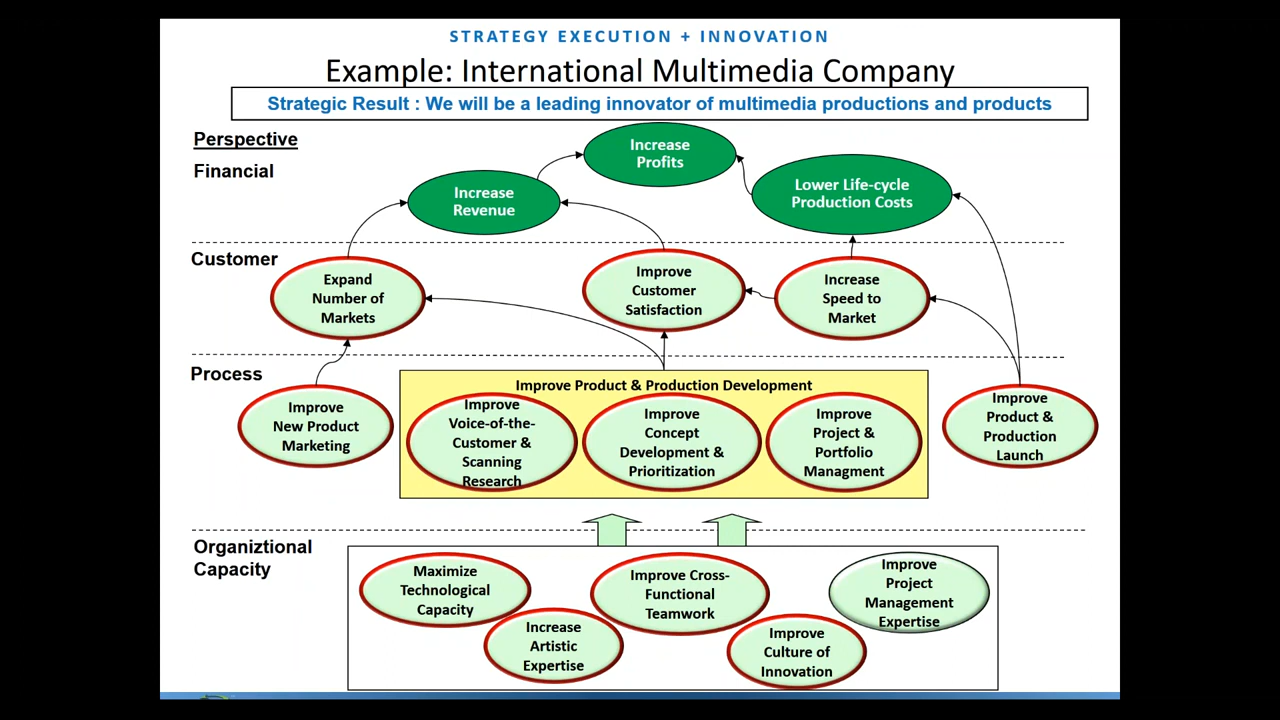 STRATEGY EXECUTION + INNOVATION
Example: International Multimedia Company
Strategic Result : We will be a leading innovator of multimedia productions and products
Perspective
Financial
Increase
Profits
Increase
Revenue
Lower Life-cycle
Production Costs
Customer
Expand
Number of
Markets
Improve
Customer
Satisfaction
Increase
Speed to
Market
Process
Improve
New Product
Marketing
Improve Product & Production Development
Improve
Voice-of-the-
Customer &
Scanning
Research
Improve
Concept
Development &
Prioritization
Improve
Project &
Portfolio
Managment
Improve
Product &
Production
Launch
Organiztional
Capacity
Maximize
Technological
Capacity
Increase
Artistic
Expertise
Improve Cross-
Functional
Teamwork
Improve
Culture of
Innovation
Improve
Project
Management
Expertise